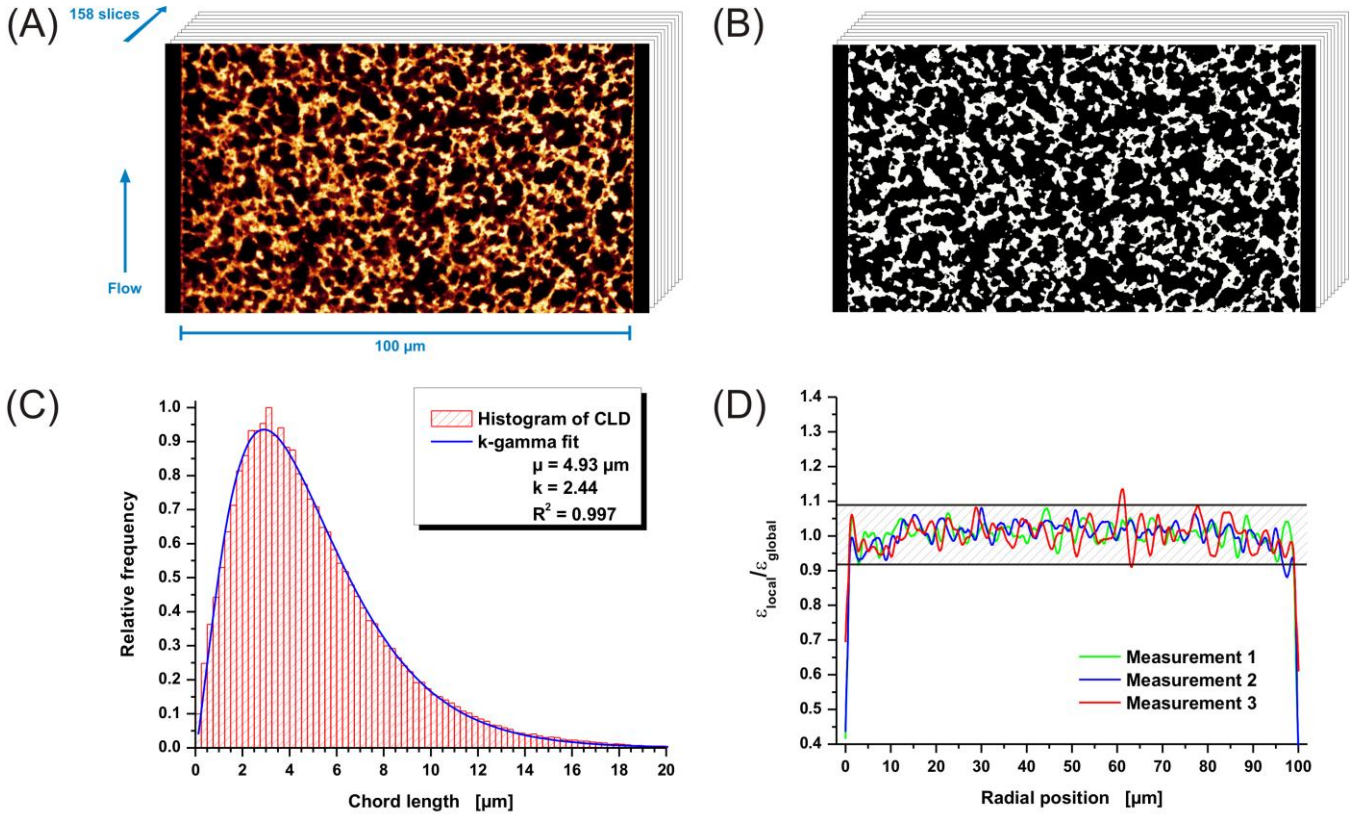 (A)
158 slices
Flow
100 µm
(B)
(C)
Relative frequency
1.0
0.9
0.8
0.7
0.6
0.5
0.4
0.3
0.2
0.1
0.0
0 2 4 6 8 10 12 14 16 18 20
Chord length [µm]
Histogram of CLD
k-gamma fit
µ = 4.93 µm
k = 2.44
R² = 0.997
(D)
εlocal/εglobal
1.4
1.3
1.2
1.1
1.0
0.9
0.8
0.7
0.6
0.5
0.4
0 10 20 30 40 50 60 70 80 90 100
Radial position [µm]
Measurement 1
Measurement 2
Measurement 3